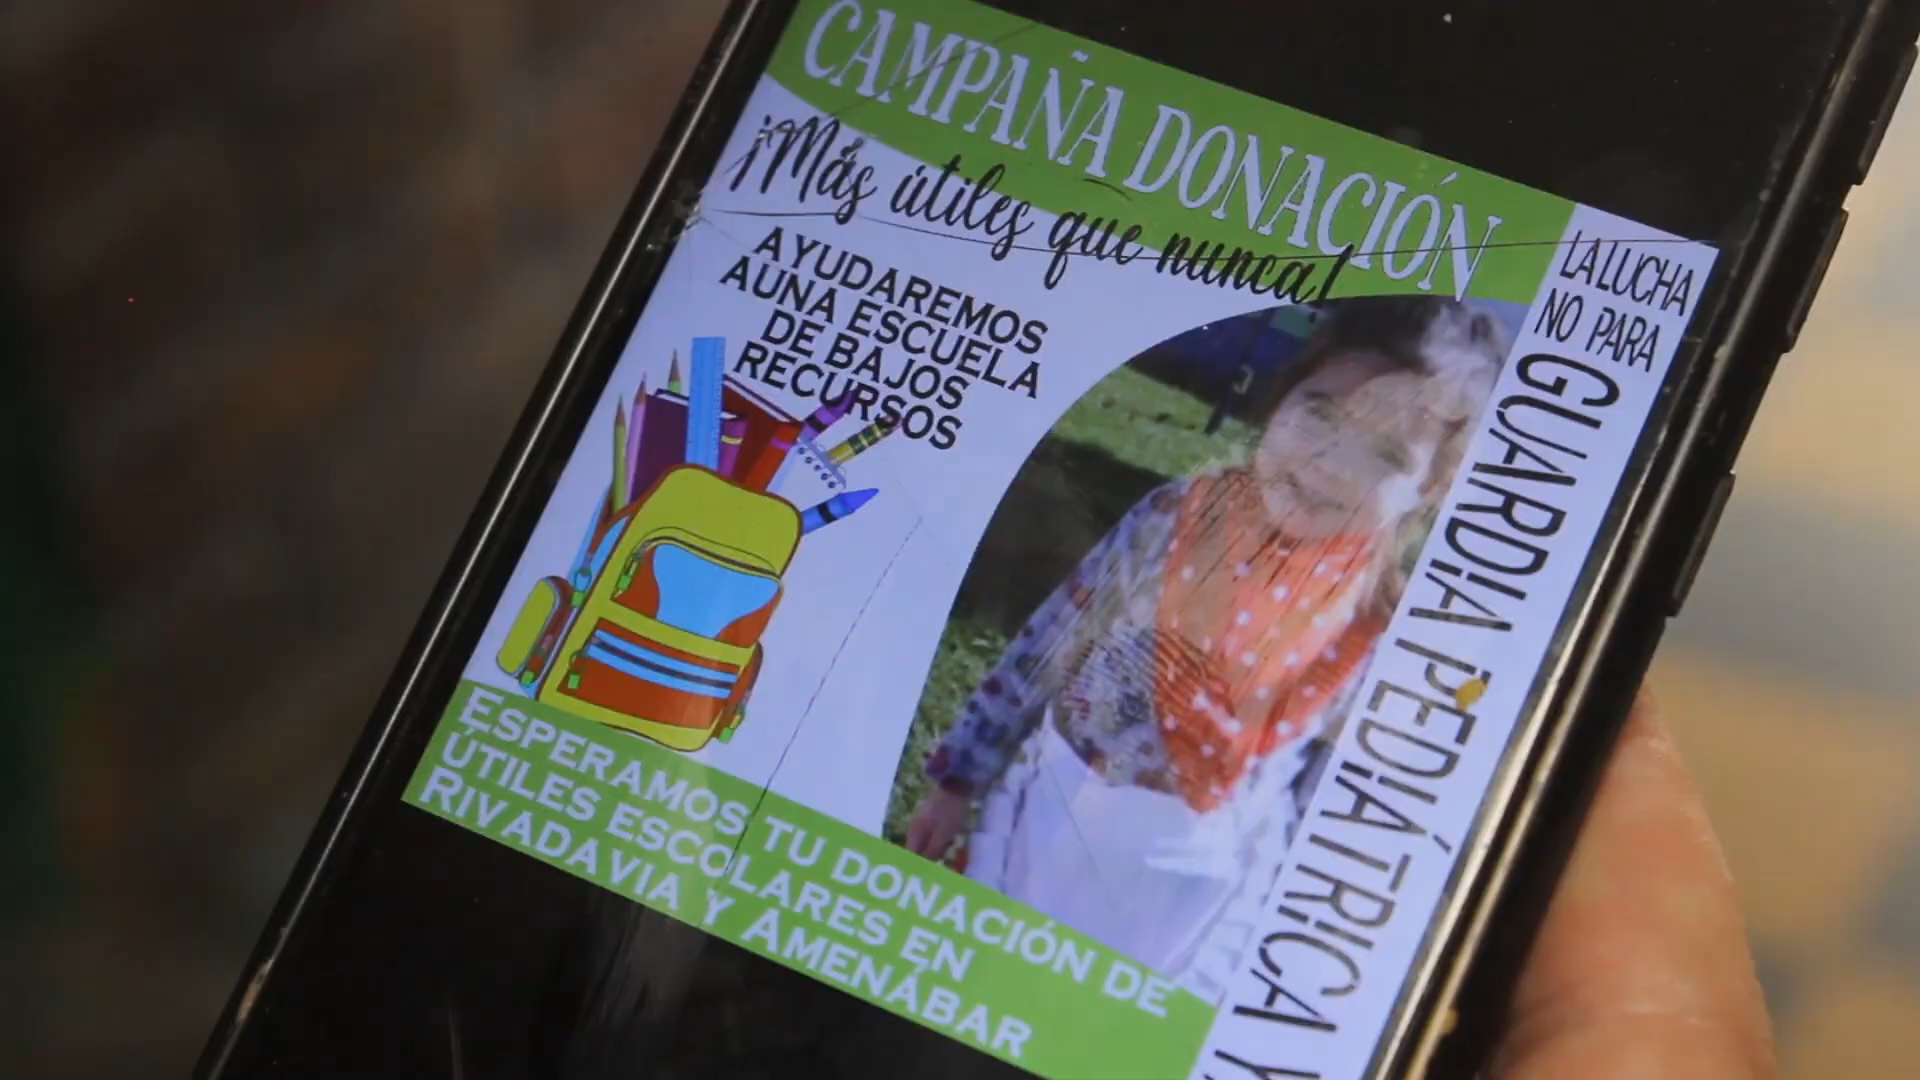 CAMPAÑA DONACIÓN
¡Más útiles que nunca!
AYUDAREMOS
AUNA ESCUELA
DE BAJOS
RECURSOS
ESPERAMOS TU DONACIÓN DE
ÚTILES ESCOLARES EN
RIVADAVIA Y AMENÁBAR
LA LUCHA
NO PARA
GUARDIA PEDIÁTRICA Y